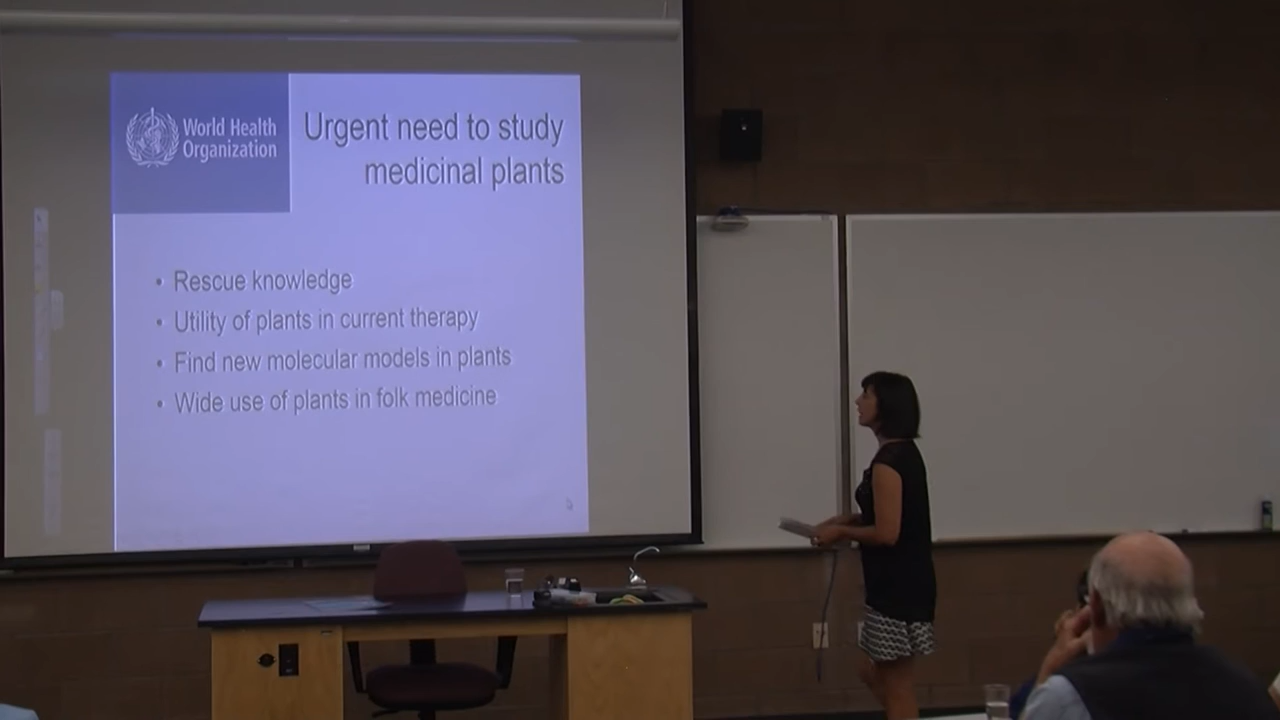 World Health
Organization
Urgent need to study
medicinal plants
• Rescue knowledge
• Utility of plants in current therapy
• Find new molecular models in plants
• Wide use of plants in folk medicine